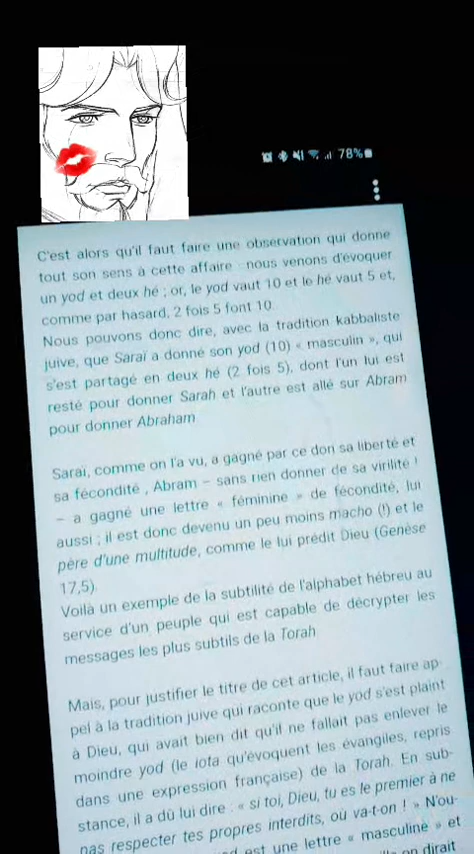 78%
C'est alors qu'il faut faire une observation qui donne
tout son sens à cette affaire : nous venons d'évoquer
un yod et deux hé ; or, le yod vaut 10 et le hé vaut 5 et,
comme par hasard, 2 fois 5 font 10.
Nous pouvons donc dire, avec la tradition kabbaliste
juive, que Saraï a donné son yod (10) « masculin », qui
s'est partagé en deux hé (2 fois 5), dont l'un lui est
resté pour donner Sarah et l'autre est allé sur Abram
pour donner Abraham
Saraï, comme on l'a vu, a gagné par ce don sa liberté et
sa fécondité , Abram – sans rien donner de sa virilité !
– a gagné une lettre « féminine » de fécondité, lui
aussi ; il est donc devenu un peu moins macho (!) et le
père d'une multitude, comme le lui prédit Dieu (Genèse
17,5).
Voilà un exemple de la subtilité de l'alphabet hébreu au
service d'un peuple qui est capable de décrypter les
messages les plus subtils de la Torah
Mais, pour justifier le titre de cet article, il faut faire ap-
pel à la tradition juive qui raconte que le yod s'est plaint
à Dieu, qui avait bien dit qu'il ne fallait pas enlever le
moindre yod (le iota qu'évoquent les évangiles, repris
dans une expression française) de la Torah. En sub-
stance, il a dû lui dire : « si toi, Dieu, tu es le premier à ne
pas respecter tes propres interdits, où va-t-on ! » N'ou-
est une lettre « masculine » et
on dirait